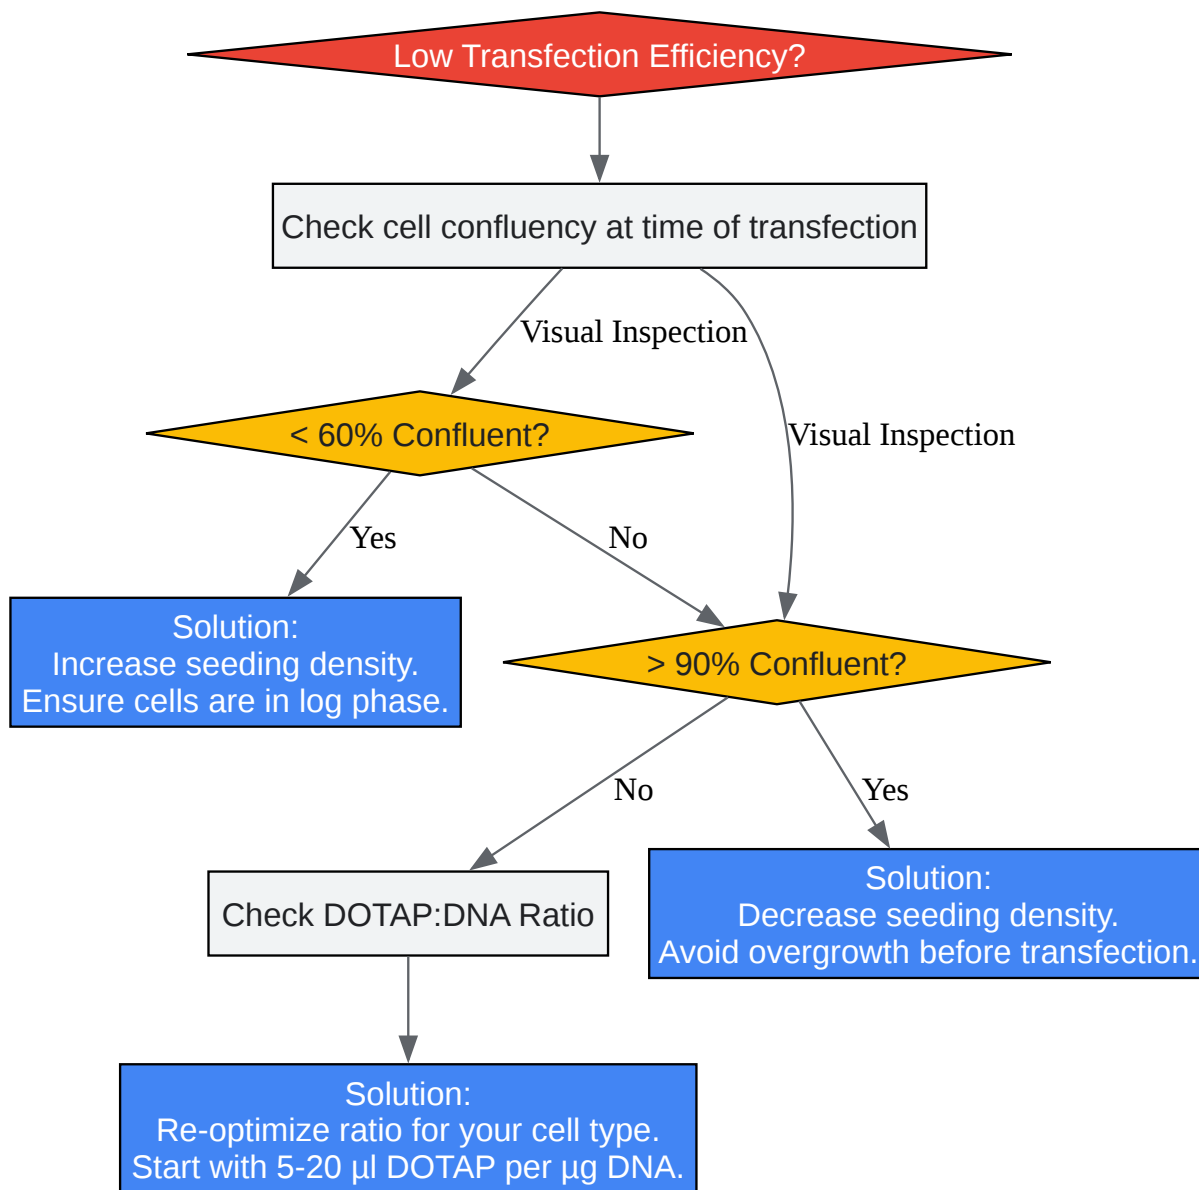 Low Transfection Efficiency?
Check cell confluency at time of transfection
Visual Inspection
< 60% Confluent?
Visual Inspection
Yes
No
Solution:
Increase seeding density.
Ensure cells are in log phase.
> 90% Confluent?
No
Yes
Check DOTAP:DNA Ratio
Solution:
Decrease seeding density.
Avoid overgrowth before transfection.
Solution:
Re-optimize ratio for your cell type.
Start with 5-20 µl DOTAP per µg DNA.